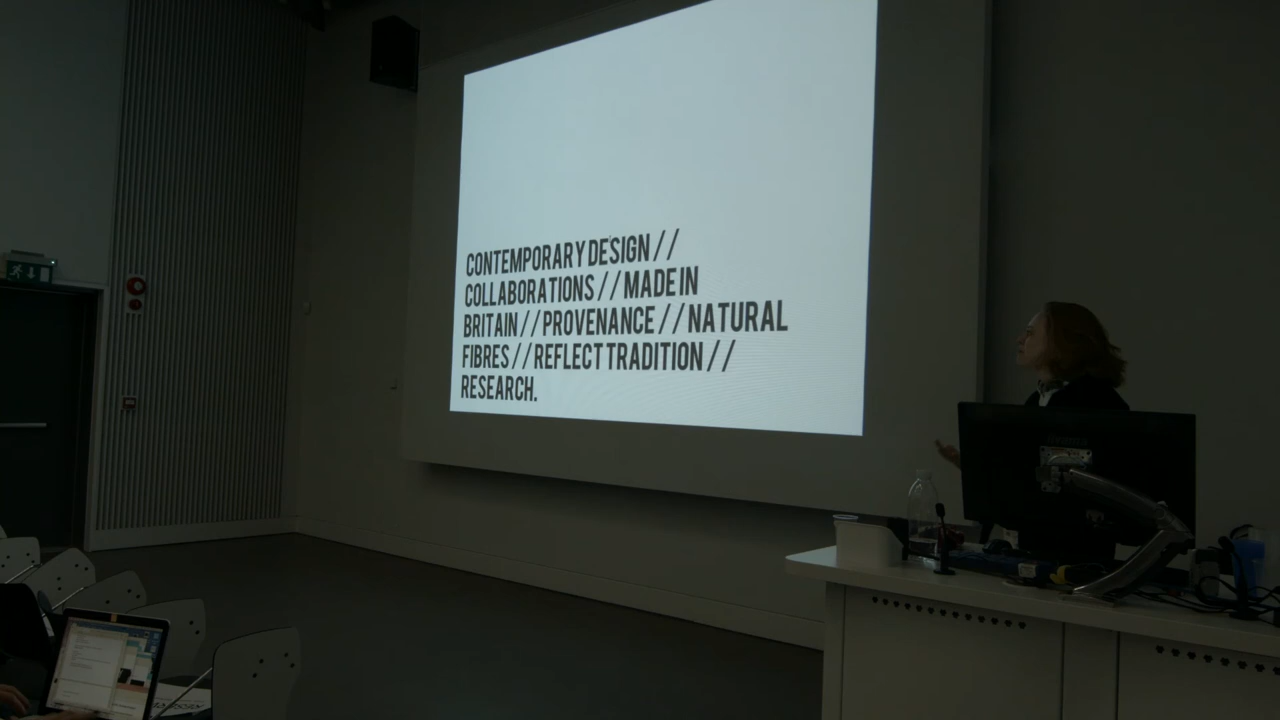 CONTEMPORARY DESIGN //
COLLABORATIONS // MADE IN
BRITAIN // PROVENANCE // NATURAL
FIBRES // REFLECT TRADITION //
RESEARCH.